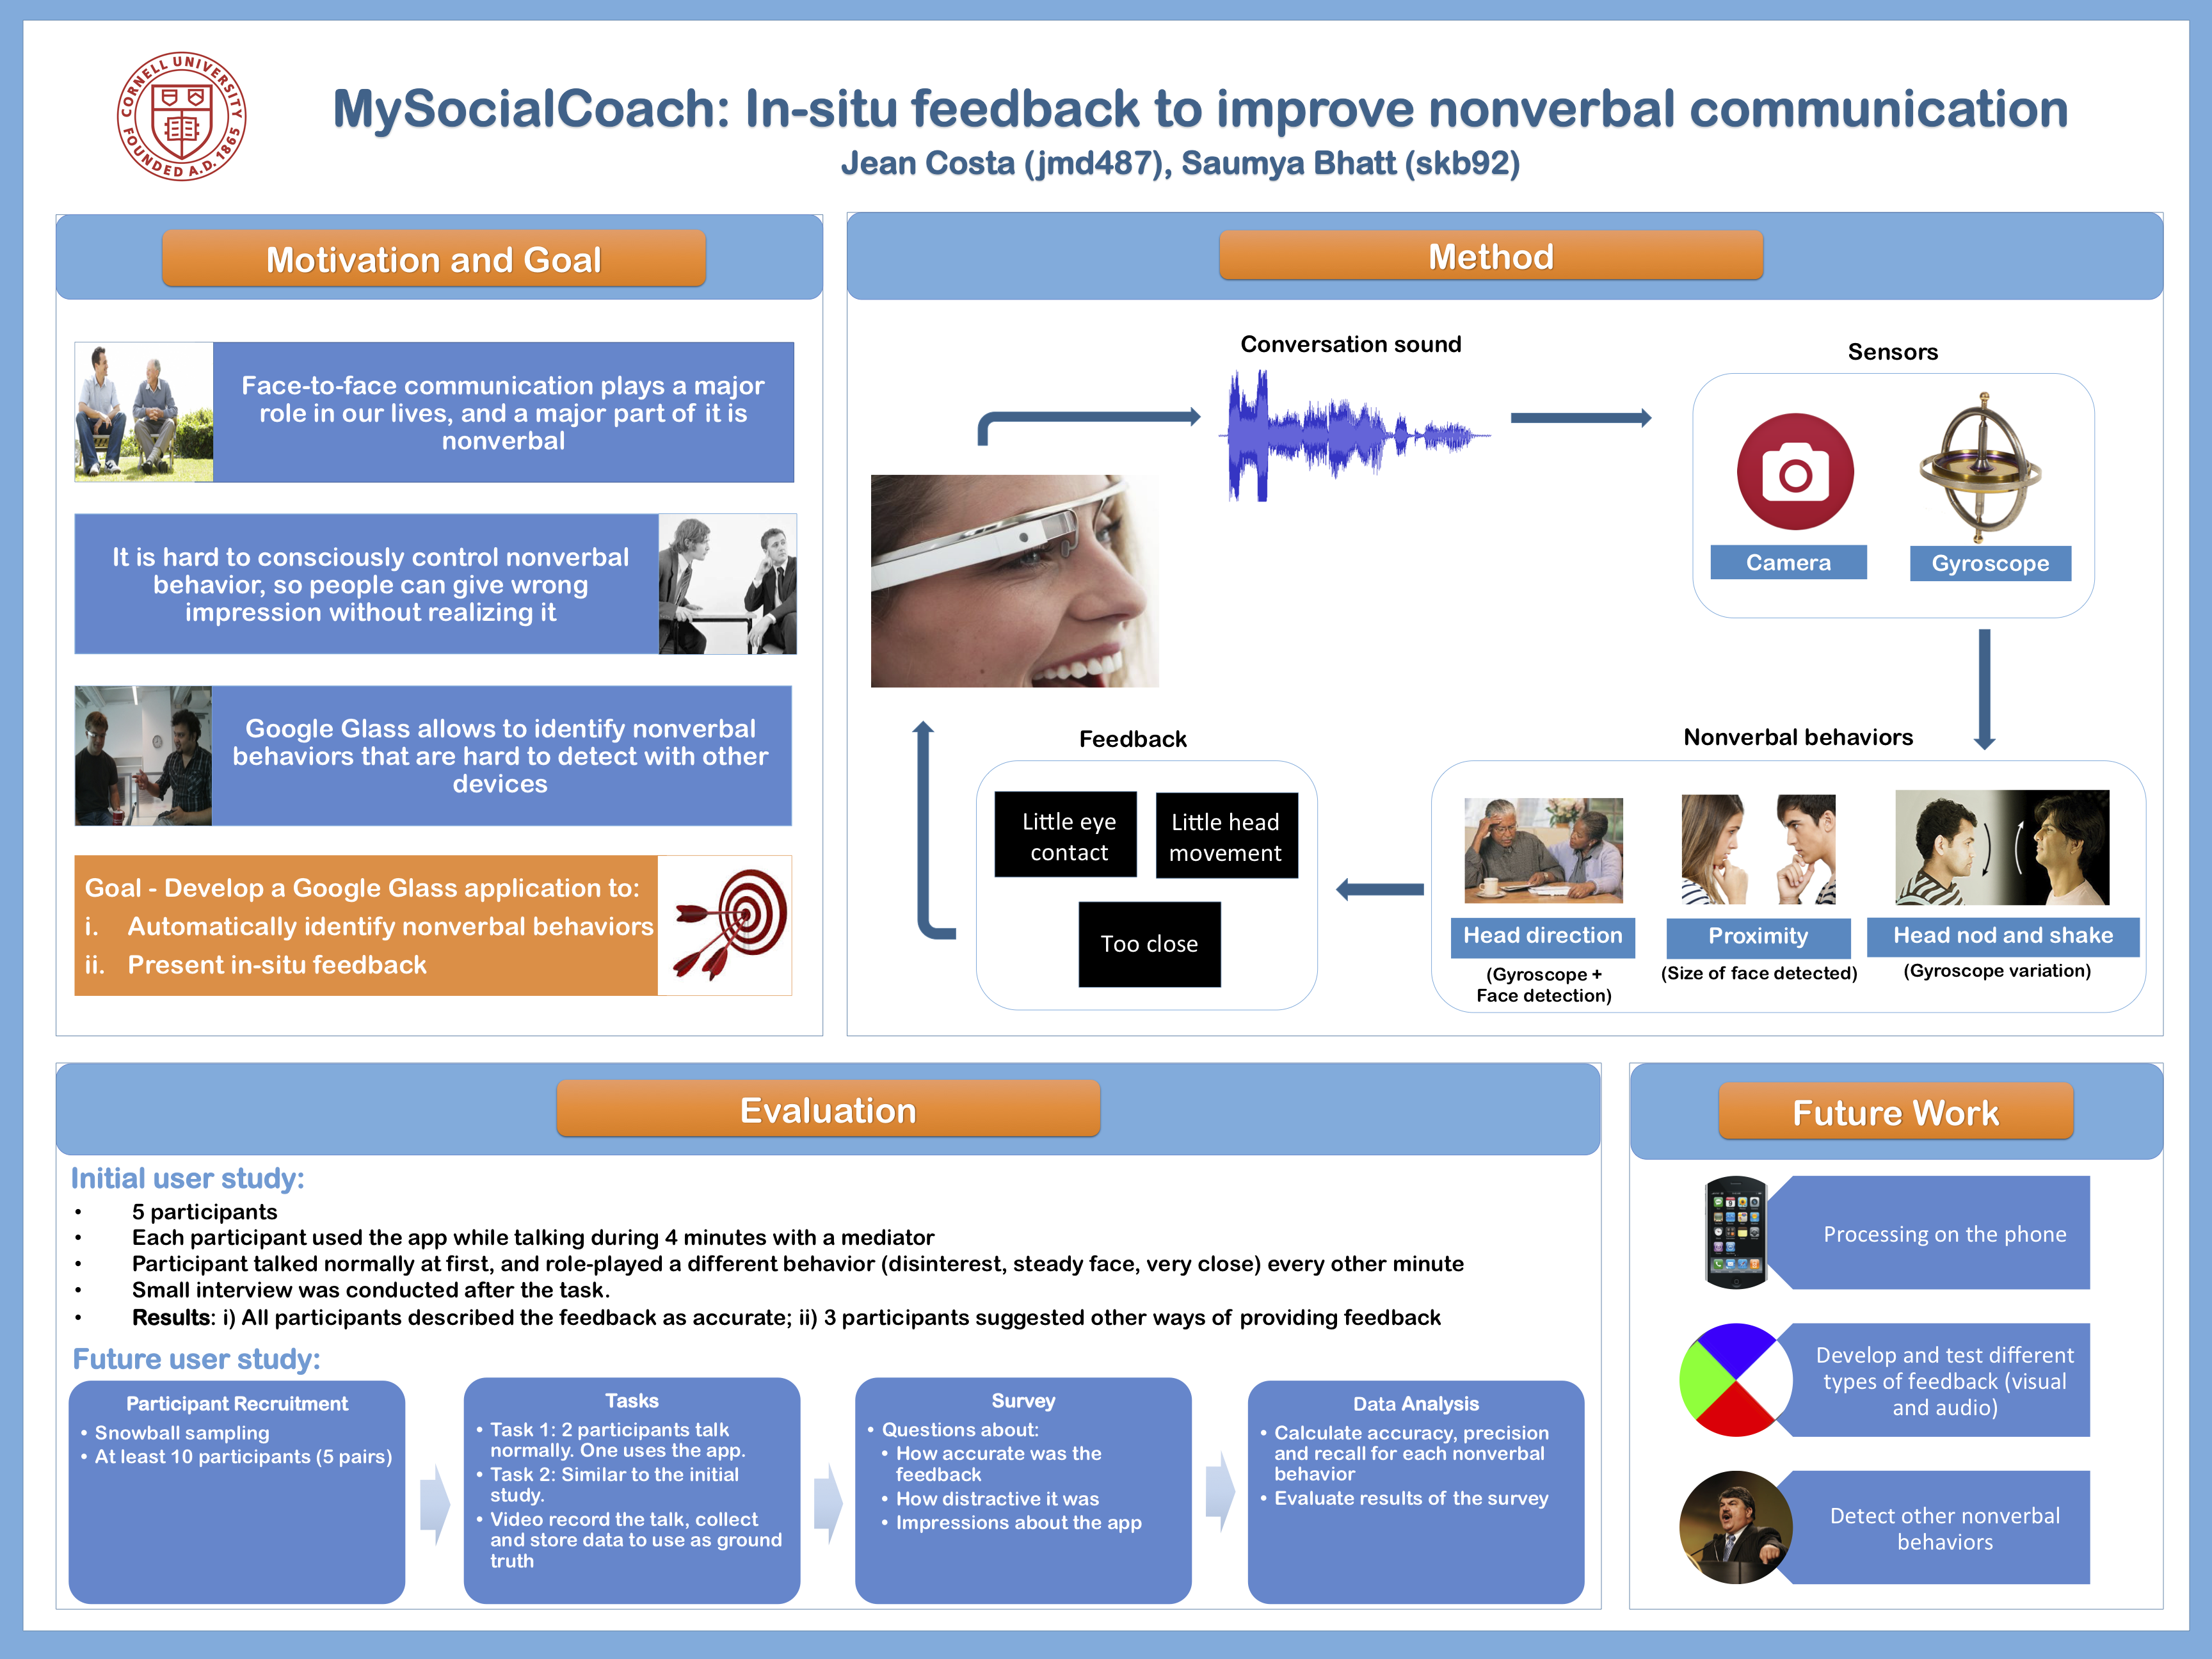 CORNELL UNIVERSITY
FOUNDED A.D. 1865
MySocialCoach: In-situ feedback to improve nonverbal communication
Jean Costa (jmd487), Saumya Bhatt (skb92)
Motivation and Goal
Face-to-face communication plays a major
role in our lives, and a major part of it is
nonverbal
It is hard to consciously control nonverbal
behavior, so people can give wrong
impression without realizing it
Google Glass allows to identify nonverbal
behaviors that are hard to detect with other
devices
Goal - Develop a Google Glass application to:
i. Automatically identify nonverbal behaviors
ii. Present in-situ feedback
Method
Conversation sound
Sensors
Camera
Gyroscope
Nonverbal behaviors
Head direction
(Gyroscope +
Face detection)
Proximity
(Size of face detected)
Head nod and shake
(Gyroscope variation)
Feedback
Little eye
contact
Little head
movement
Too close
Evaluation
Initial user study:
• 5 participants
• Each participant used the app while talking during 4 minutes with a mediator
• Participant talked normally at first, and role-played a different behavior (disinterest, steady face, very close) every other minute
• Small interview was conducted after the task.
• Results: i) All participants described the feedback as accurate; ii) 3 participants suggested other ways of providing feedback
Future user study:
Participant Recruitment
• Snowball sampling
• At least 10 participants (5 pairs)
Tasks
• Task 1: 2 participants talk
normally. One uses the app.
• Task 2: Similar to the initial
study.
• Video record the talk, collect
and store data to use as ground
truth
Survey
• Questions about:
• How accurate was the
feedback
• How distractive it was
• Impressions about the app
Data Analysis
• Calculate accuracy, precision
and recall for each nonverbal
behavior
• Evaluate results of the survey
Future Work
Processing on the phone
Develop and test different
types of feedback (visual
and audio)
Detect other nonverbal
behaviors